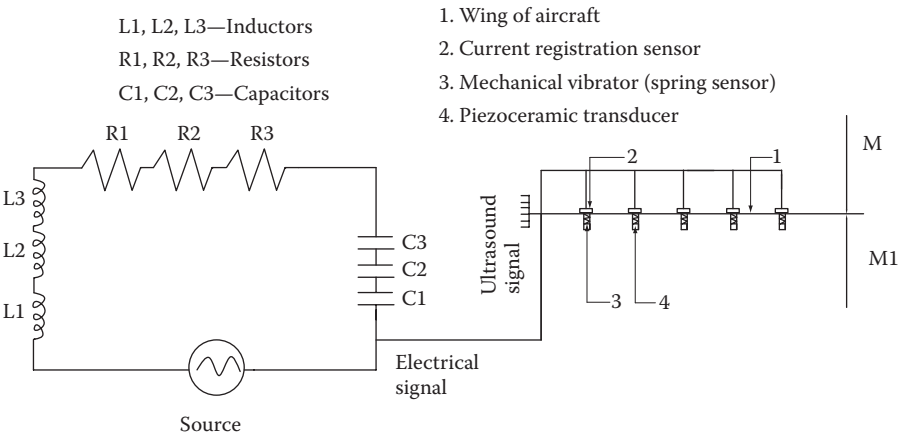 L1, L2, L3—Inductors
R1, R2, R3—Resistors
C1, C2, C3—Capacitors
1. Wing of aircraft
2. Current registration sensor
3. Mechanical vibrator (spring sensor)
4. Piezoceramic transducer
R1 R2 R3
L3
L2
L1
C3
C2
C1
Source
Electrical
signal
Ultrasound
signal
2
1
3
4
M
M1